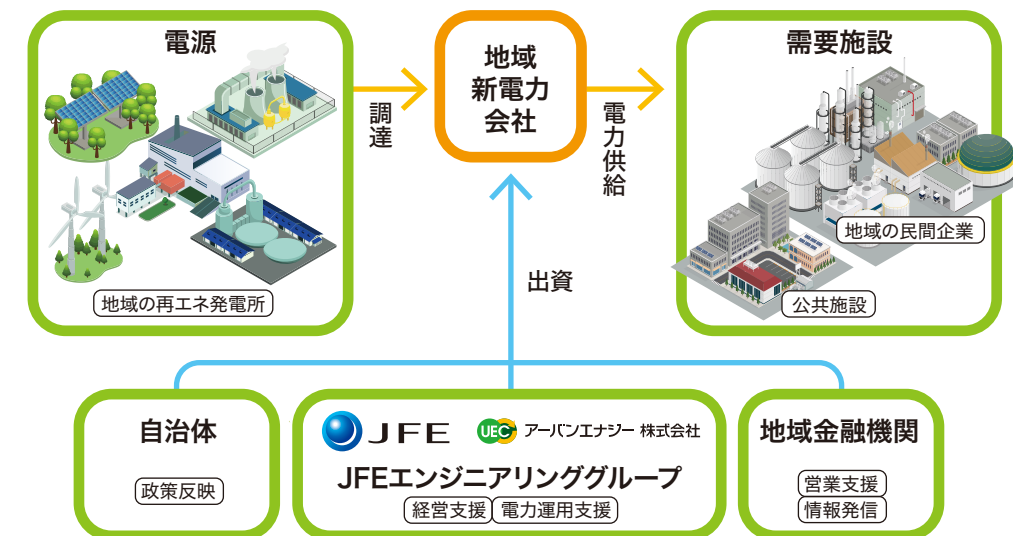 電源
地域の再エネ発電所
調達
地域
新電力
会社
電力供給
需要施設
地域の民間企業
公共施設
出資
自治体
政策反映
JFE
UEC アーバンエナジー 株式会社
JFEエンジニアリンググループ
経営支援 電力運用支援
地域金融機関
営業支援
情報発信